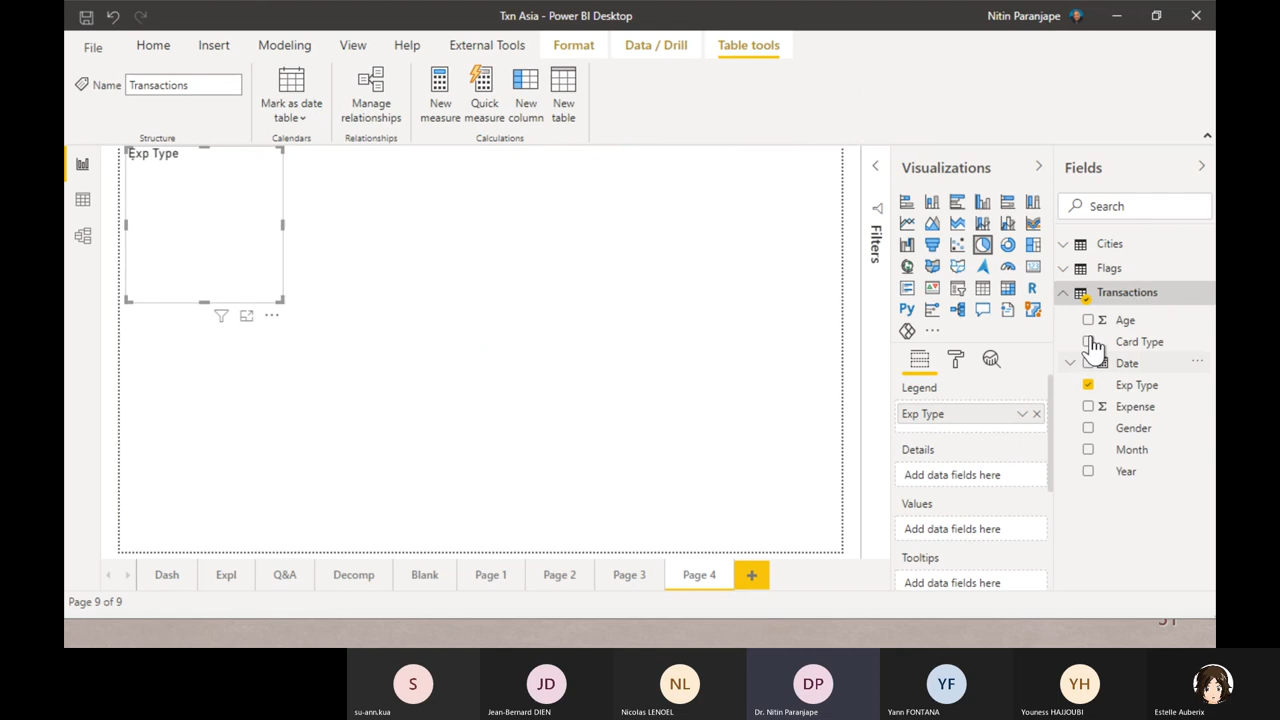 Txn Asia - Power BI Desktop
Nitin Paranjape
File
Home
Insert
Modeling
View
Help
External Tools
Format
Data / Drill
Table tools
Name
Transactions
Mark as date
table
Manage
relationships
New
measure
Quick
measure
New
column
New
table
Structure
Calendars
Relationships
Calculations
Exp Type
Filters
Visualizations
R
Py
Legend
Exp Type
Details
Add data fields here
Values
Add data fields here
Tooltips
Add data fields here
Fields
Search
Cities
Flags
Transactions
Age
Card Type
Date
Exp Type
Expense
Gender
Month
Year
Dash
Expl
Q&A
Decomp
Blank
Page 1
Page 2
Page 3
Page 4
Page 9 of 9
S
su-ann.kua
JD
Jean-Bernard DIEN
NL
Nicolas LENOEL
DP
Dr. Nitin Paranjape
YF
Yann FONTANA
YH
Youness HAJJOUBI
Estelle Auberix